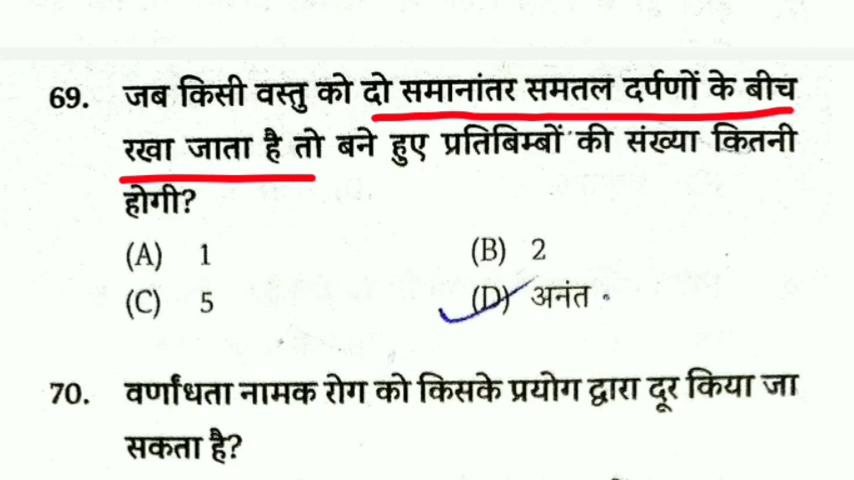 69. जब किसी वस्तु को दो समानांतर समतल दर्पणों के बीच
रखा जाता है तो बने हुए प्रतिबिम्बों की संख्या कितनी
होगी?
(A) 1 (B) 2
(C) 5 (D) अनंत
70. वर्णांधता नामक रोग को किसके प्रयोग द्वारा दूर किया जा
सकता है?